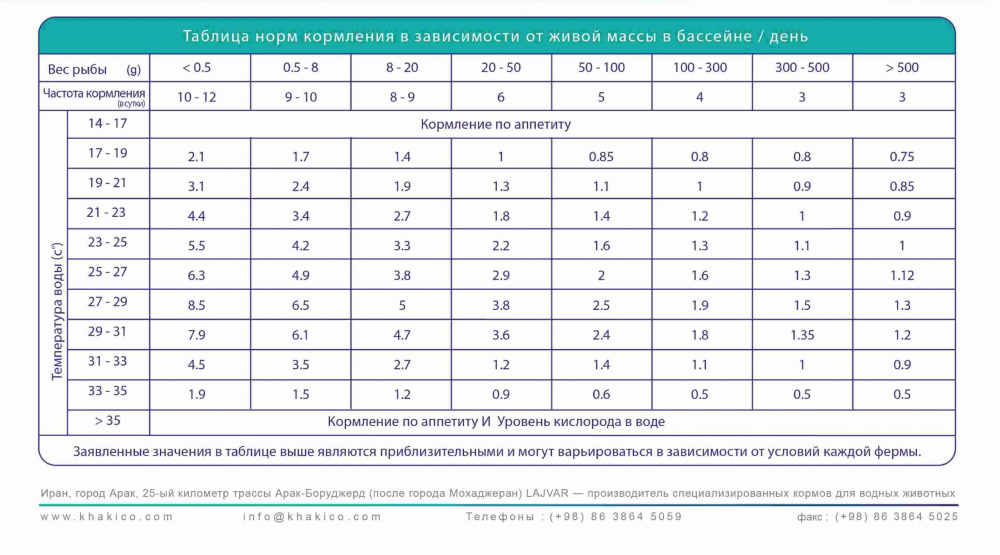 Таблица норм кормления в зависимости от живой массы в бассейне / день
Вес рыбы (g) < 0.5 0.5 - 8 8 - 20 20 - 50 50 - 100 100 - 300 300 - 500 > 500
Частота кормления (в сутки) 10 - 12 9 - 10 8 - 9 6 5 4 3 3
Температура воды (c°)
14 - 17 Кормление по аппетиту
17 - 19 2.1 1.7 1.4 1 0.85 0.8 0.8 0.75
19 - 21 3.1 2.4 1.9 1.3 1.1 1 0.9 0.85
21 - 23 4.4 3.4 2.7 1.8 1.4 1.2 1 0.9
23 - 25 5.5 4.2 3.3 2.2 1.6 1.3 1.1 1
25 - 27 6.3 4.9 3.8 2.9 2 1.6 1.3 1.12
27 - 29 8.5 6.5 5 3.8 2.5 1.9 1.5 1.3
29 - 31 7.9 6.1 4.7 3.6 2.4 1.8 1.35 1.2
31 - 33 4.5 3.5 2.7 1.2 1.4 1.1 1 0.9
33 - 35 1.9 1.5 1.2 0.9 0.6 0.5 0.5 0.5
> 35 Кормление по аппетиту И Уровень кислорода в воде
Заявленные значения в таблице выше являются приблизительными и могут варьироваться в зависимости от условий каждой фермы.
Иран, город Арак, 25-ый километр трассы Арак-Боруджерд (после города Мохаджеран) LAJVAR — производитель специализированных кормов для водных животных
www.khakico.com info@khakico.com Телефоны : (+98) 86 3864 5059 факс : (+98) 86 3864 5025